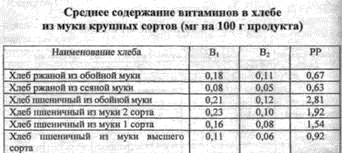 Среднее содержание витаминов в хлебе
из муки крупных сортов (мг на 100 г продукта)
Наименование хлеба B₁ B₂ PP
Хлеб ржаной из обойной муки 0,18 0,11 0,67
Хлеб ржаной из сеяной муки 0,08 0,05 0,63
Хлеб пшеничный из обойной муки 0,21 0,12 2,81
Хлеб пшеничный из муки 2 сорта 0,23 0,10 1,92
Хлеб пшеничный из муки 1 сорта 0,16 0,08 1,54
Хлеб пшеничный из муки высшего 0,11 0,06 0,92
сорта